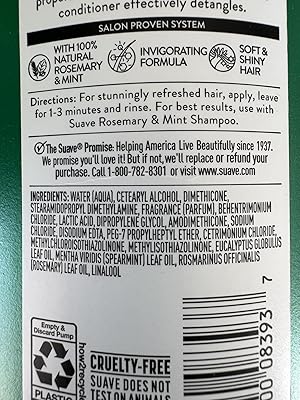 conditioner effectively detangles.
SALON PROVEN SYSTEM
WITH 100%
NATURAL
ROSEMARY
& MINT
INVIGORATING
FORMULA
SOFT &
SHINY
HAIR
Directions: For stunningly refreshed hair, apply, leave
for 1-3 minutes and rinse. For best results, use with
Suave Rosemary & Mint Shampoo.
The Suave® Promise: Helping America Live Beautifully since 1937.
We promise you'll love it! But if not, we'll replace or refund your
purchase. Call 1-800-782-8301 or visit www.suave.com
INGREDIENTS: WATER (AQUA), CETEARYL ALCOHOL, DIMETHICONE,
STEARAMIDOPROPYL DIMETHYLAMINE, FRAGRANCE (PARFUM), BEHENTRIMONIUM
CHLORIDE, LACTIC ACID, DIPROPYLENE GLYCOL, AMODIMETHICONE, SODIUM
CHLORIDE, DISODIUM EDTA, PEG-7 PROPYLHEPTYL ETHER, CETRIMONIUM CHLORIDE,
METHYLCHLOROISOTHIAZOLINONE, METHYLISOTHIAZOLINONE, EUCALYPTUS GLOBULUS
LEAF OIL, MENTHA VIRIDIS (SPEARMINT) LEAF OIL, ROSMARINUS OFFICINALIS
(ROSEMARY) LEAF OIL, LINALOOL
Empty &
Discard Pump
PLASTIC
how2recycle
CRUELTY-FREE
SUAVE DOES NOT
TEST ON ANIMALS
00008393
7